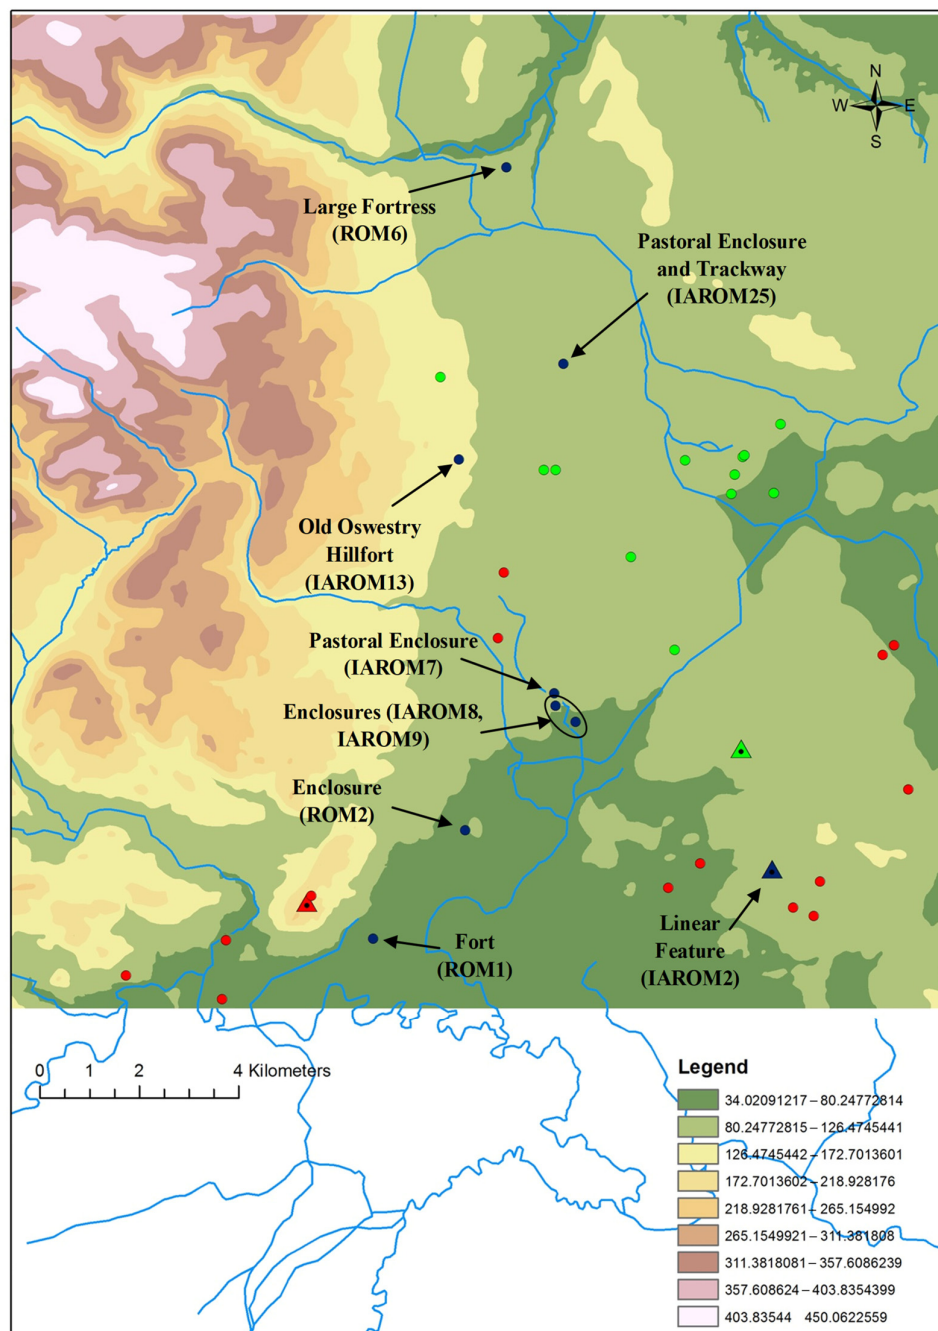 N
W E
S
Large Fortress
(ROM6)
Pastoral Enclosure
and Trackway
(IAROM25)
Old Oswestry
Hillfort
(IAROM13)
Pastoral Enclosure
(IAROM7)
Enclosures (IAROM8,
IAROM9)
Enclosure
(ROM2)
Fort
(ROM1)
Linear
Feature
(IAROM2)
0 1 2 4 Kilometers
Legend
34.02091217 – 80.24772814
80.24772815 – 126.4745441
126.4745442 – 172.7013601
172.7013602 – 218.928176
218.9281761 – 265.154992
265.1549921 – 311.381808
311.3818081 – 357.6086239
357.608624 – 403.8354399
403.83544 450.0622559